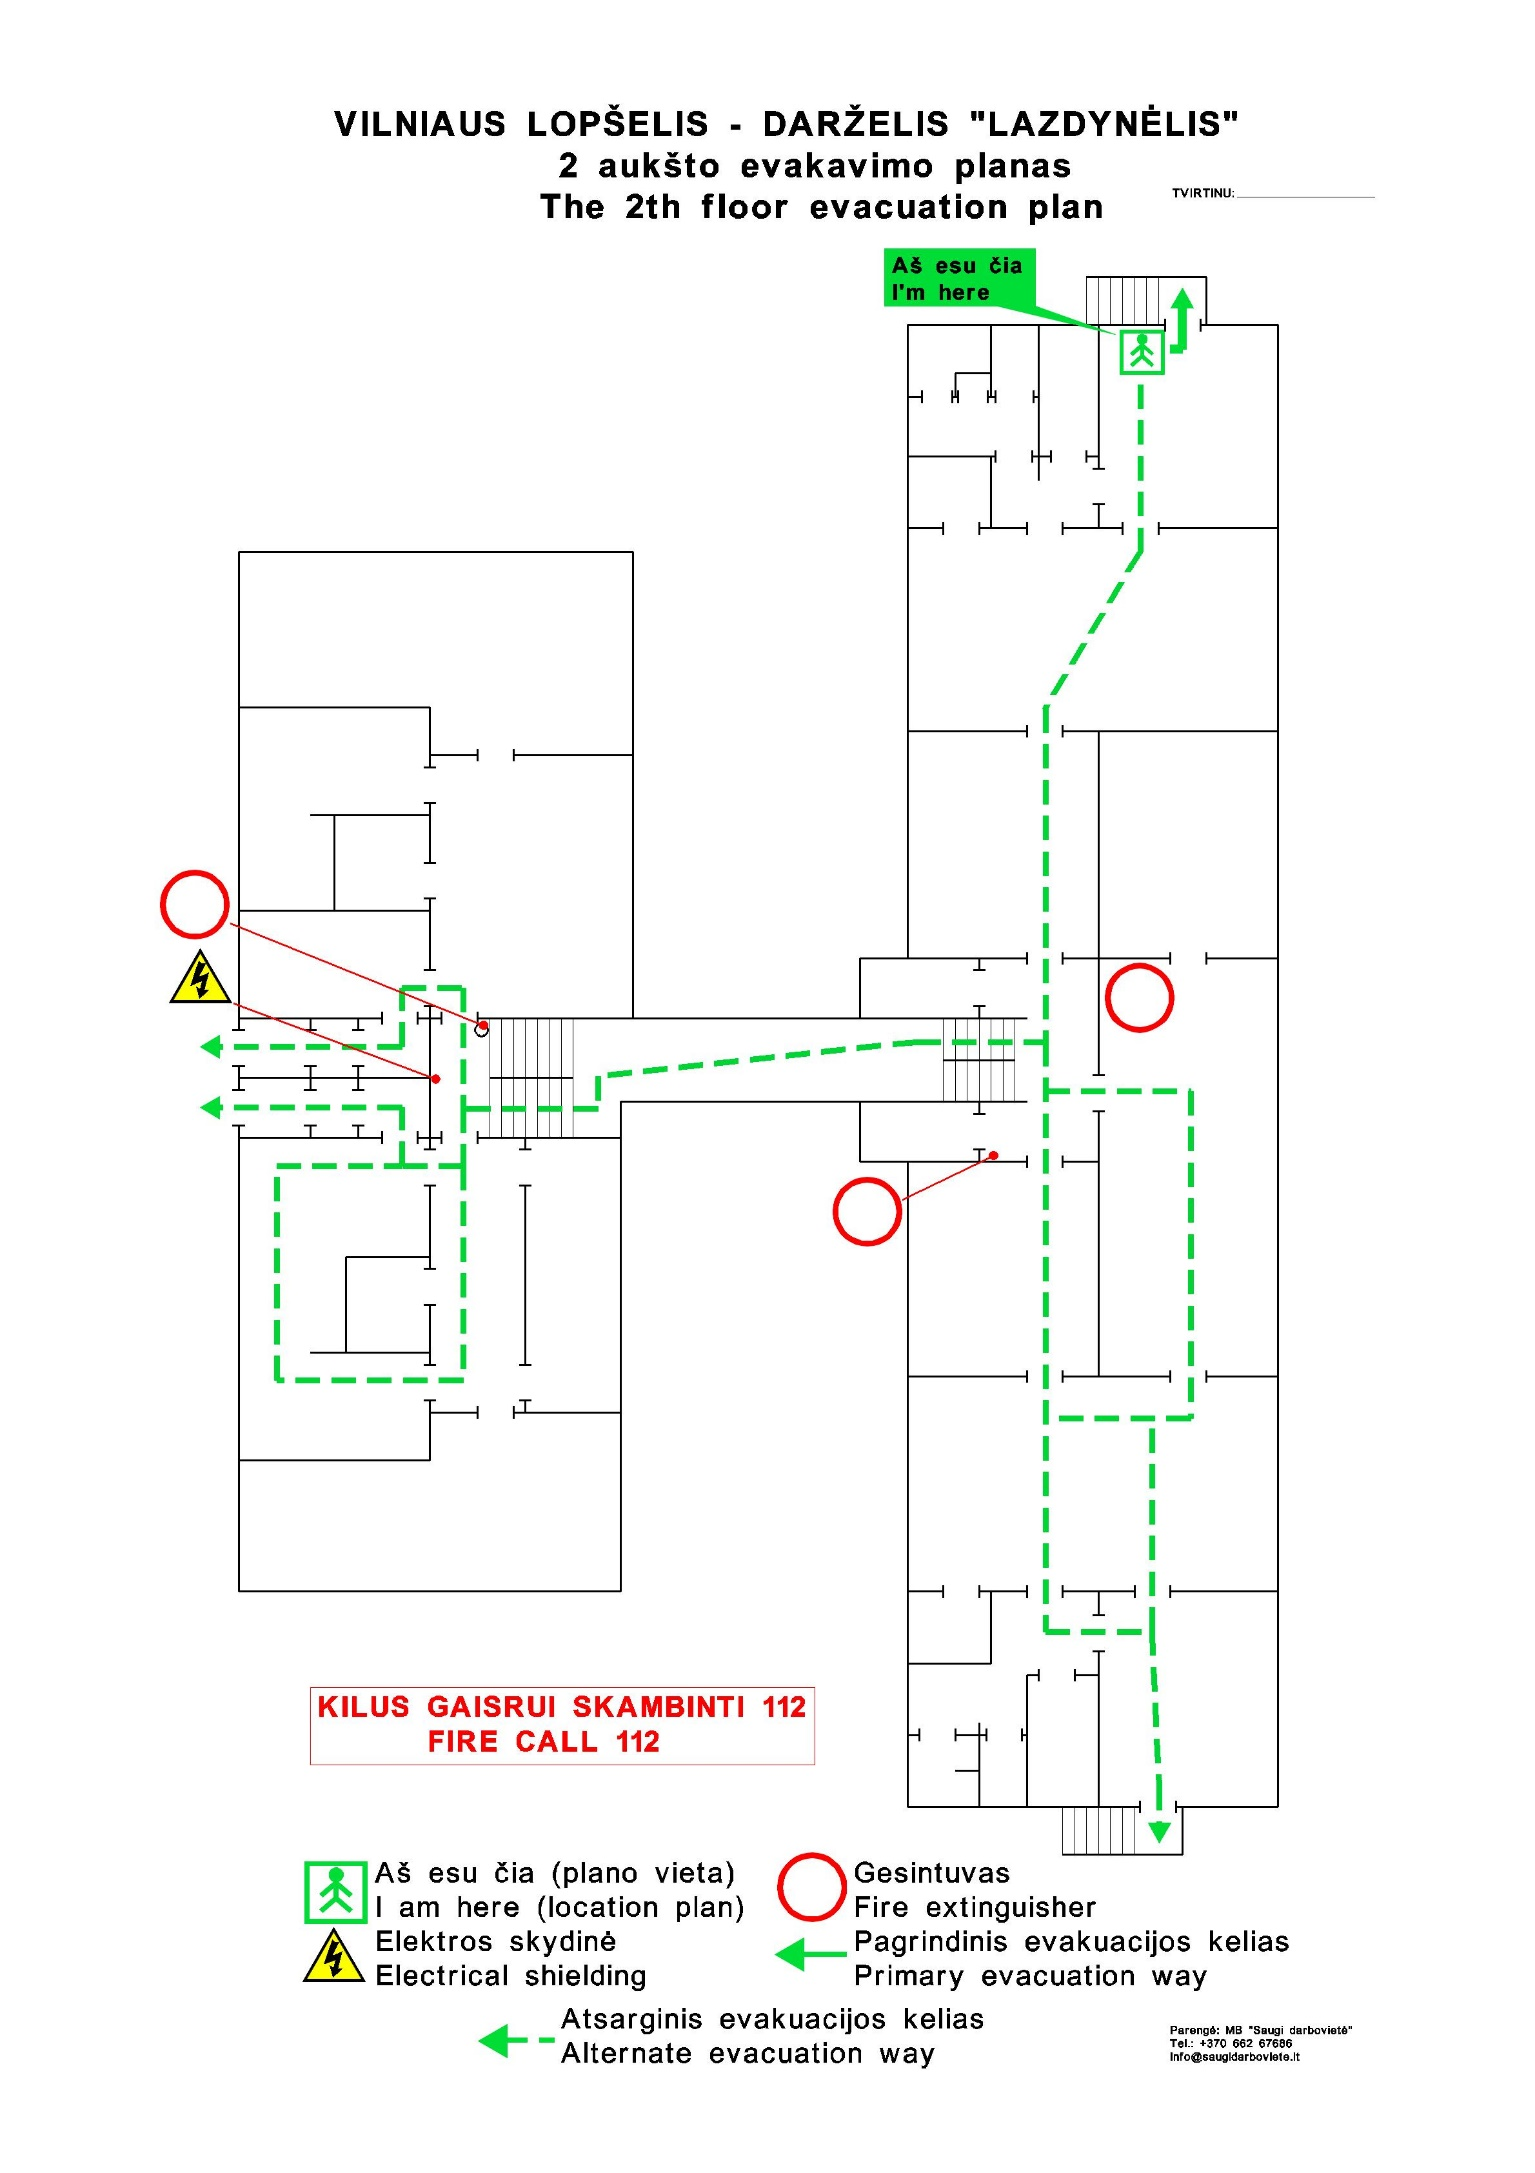 VILNIAUS LOPŠELIS - DARŽELIS "LAZDYNĖLIS"
2 aukšto evakavimo planas
The 2th floor evacuation plan
TVIRTINU:
Aš esu čia
I'm here
KILUS GAISRUI SKAMBINTI 112
FIRE CALL 112
Aš esu čia (plano vieta)
I am here (location plan)
Elektros skydinė
Electrical shielding
Gesintuvas
Fire extinguisher
Pagrindinis evakuacijos kelias
Primary evacuation way
Atsarginis evakuacijos kelias
Alternate evacuation way
Parengė: MB "Saugi darbovietė"
Tel.: +370 662 67686
info@saugidarboviete.lt